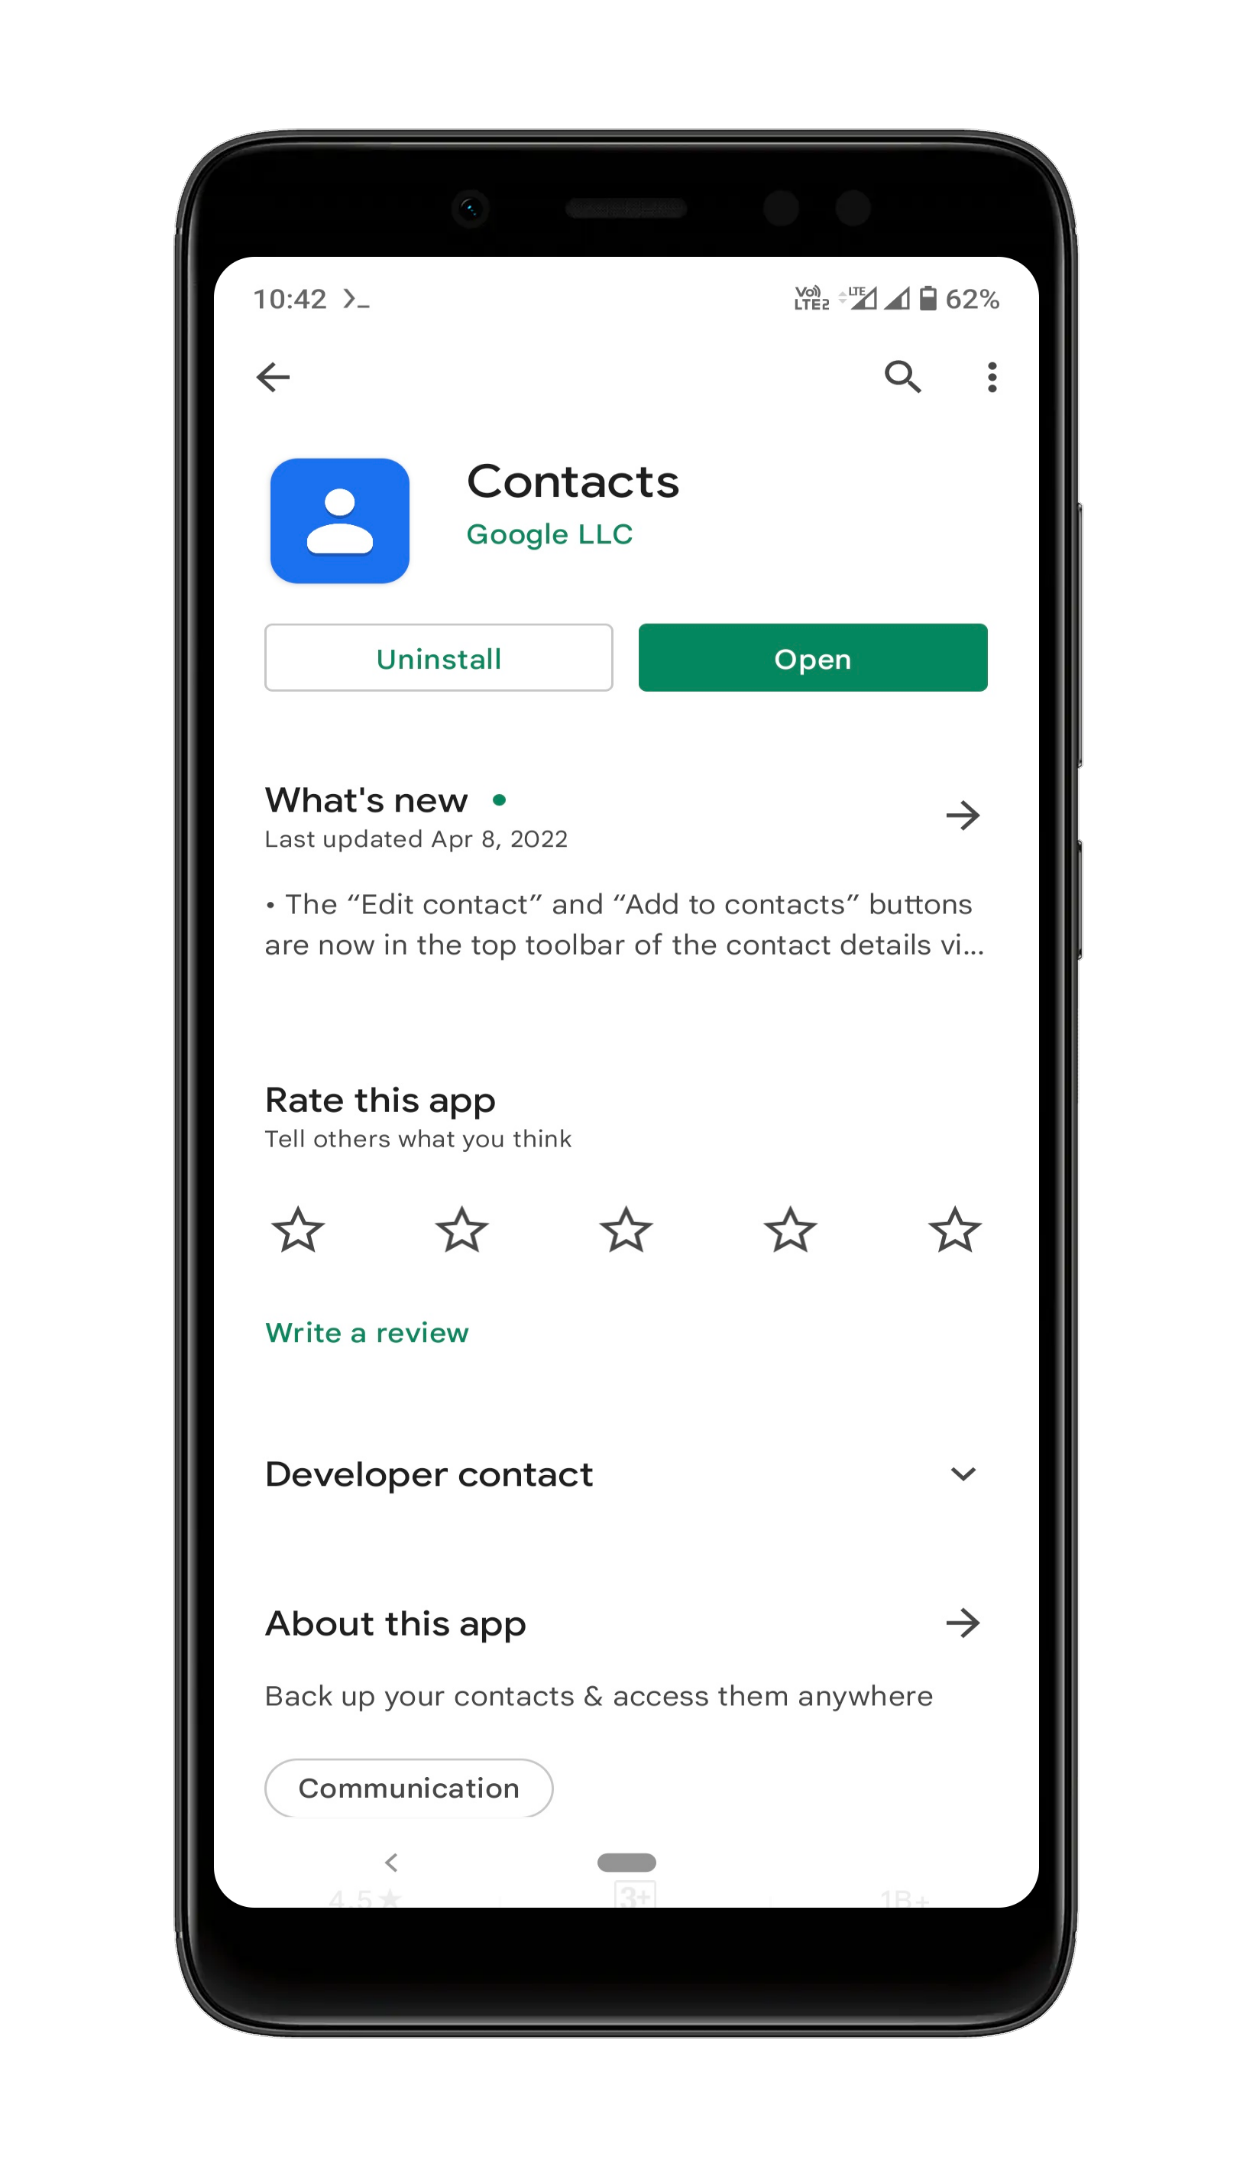 10:42
Vo) LTE2 LTE 62%
Contacts
Google LLC
Uninstall
Open
What's new
Last updated Apr 8, 2022
• The “Edit contact” and “Add to contacts” buttons
are now in the top toolbar of the contact details vi...
Rate this app
Tell others what you think
Write a review
Developer contact
About this app
Back up your contacts & access them anywhere
Communication
4.5★ 3+ 1B+